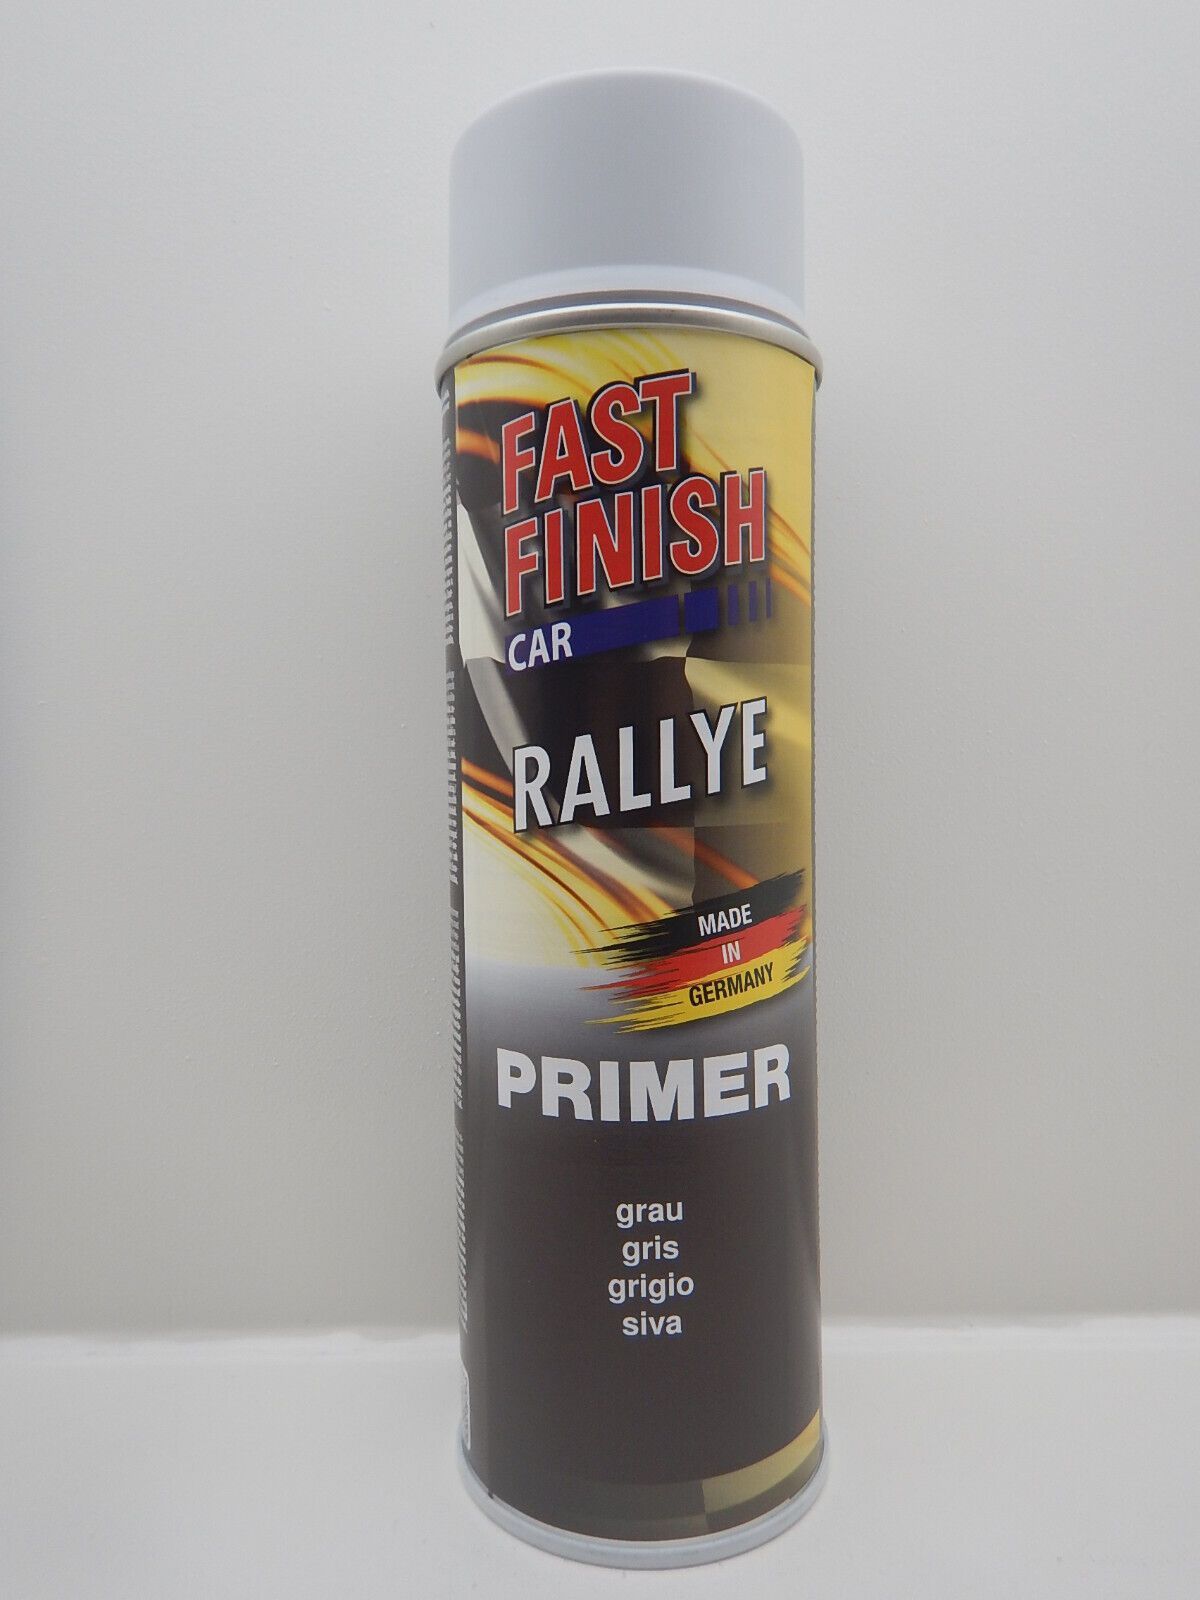 FAST
FINISH
CAR
RALLYE
MADE
IN
GERMANY
PRIMER
grau
gris
grigio
siva